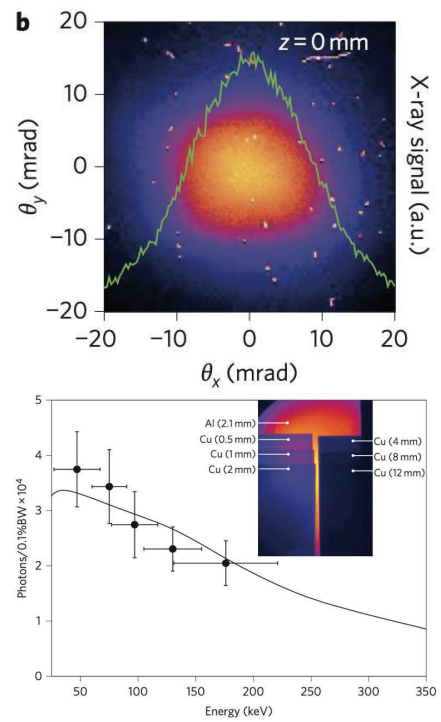 b
z = 0 mm
20
10
0
−10
−20
θy (mrad)
X-ray signal (a.u.)
−20 −10 0 10 20
θx (mrad)
5
4
3
2
1
0
Photons/0.1%BW × 10⁴
Al (2.1 mm)
Cu (0.5 mm)
Cu (1 mm)
Cu (2 mm)
Cu (4 mm)
Cu (8 mm)
Cu (12 mm)
50 100 150 200 250 300 350
Energy (keV)